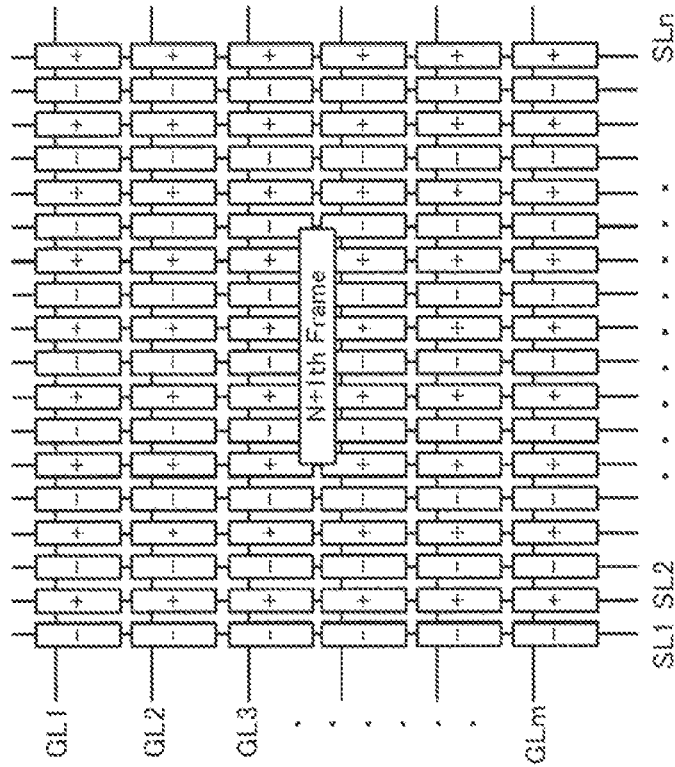 GL1 - + - + - + - + - + - + - + - + - +
GL2 - + - + - + - + - + - + - + - + - +
GL3 - + - + - + - + - + - + - + - + - +
N+1th Frame
- + - + - + - + - + - + - + - + - +
- + - + - + - + - + - + - + - + - +
GLm - + - + - + - + - + - + - + - + - +
SL1 SL2 SLn